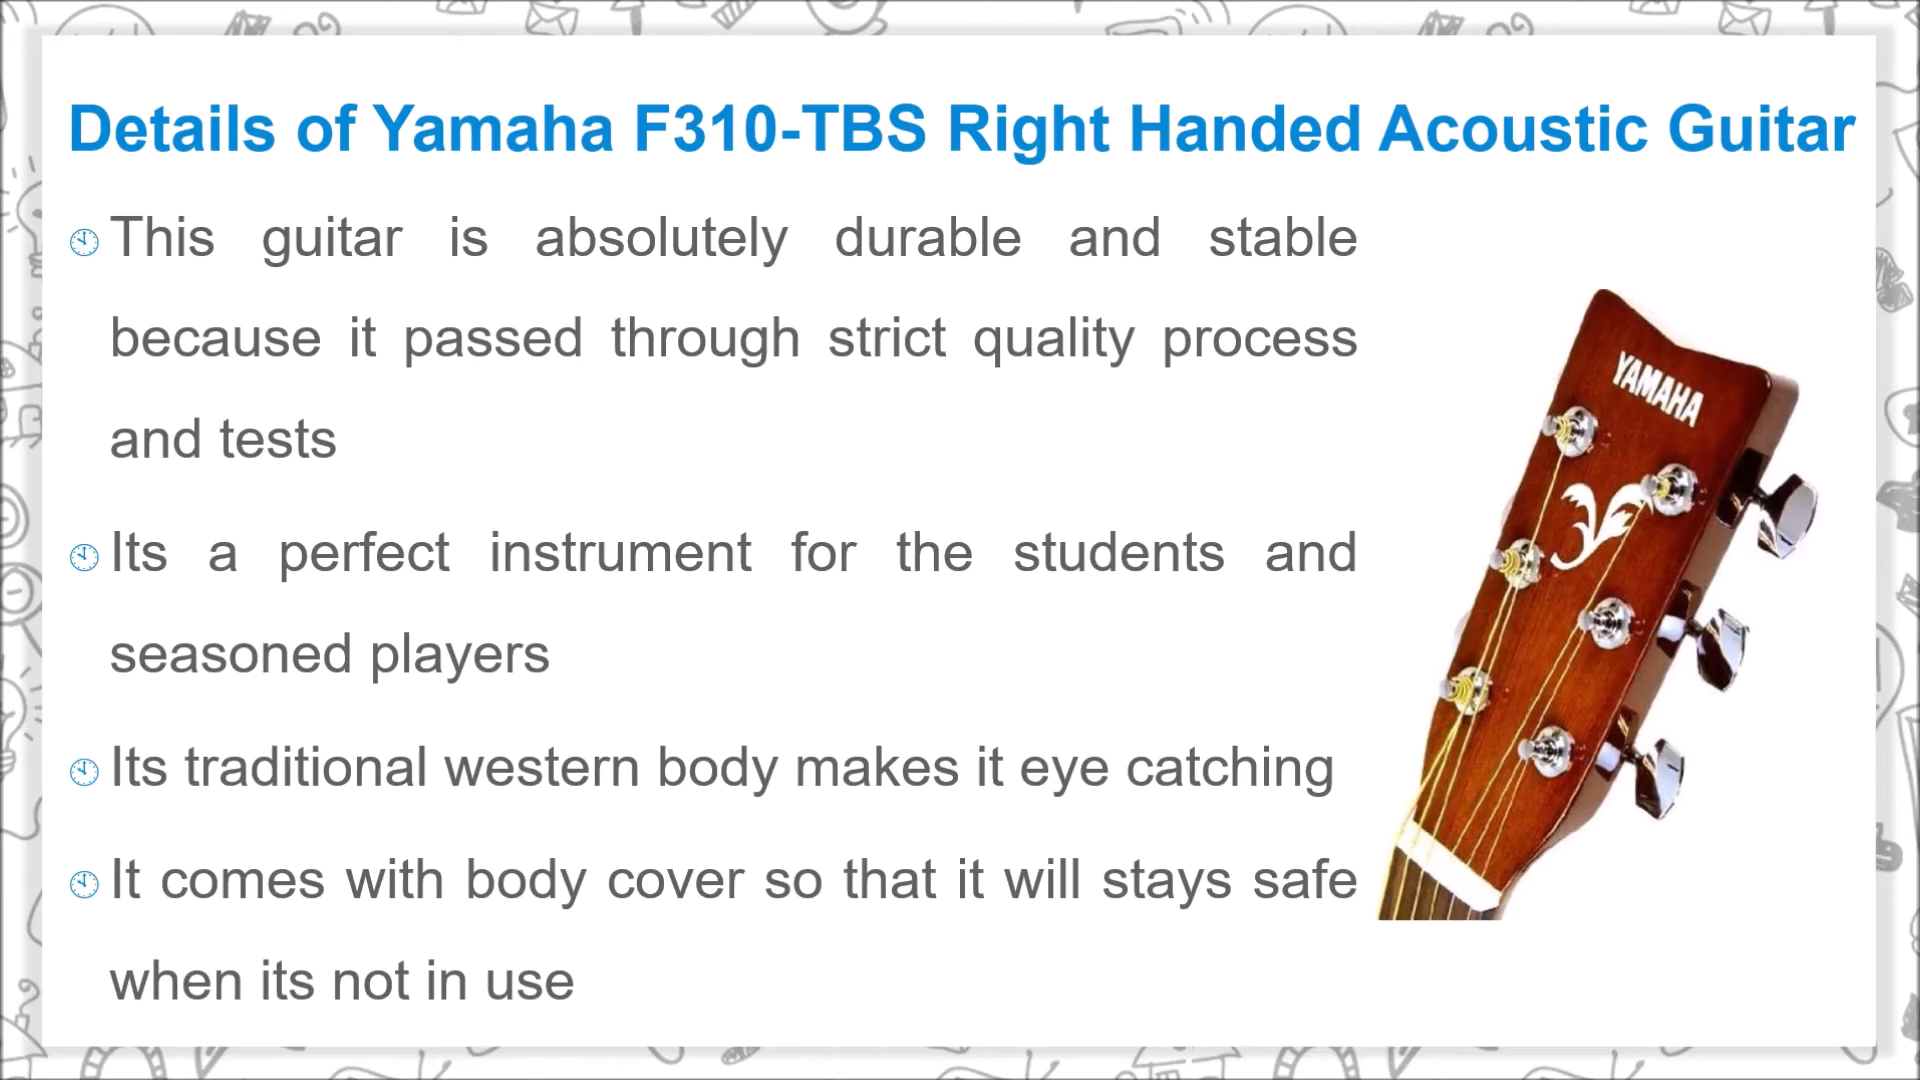 Details of Yamaha F310-TBS Right Handed Acoustic Guitar
This guitar is absolutely durable and stable
because it passed through strict quality process
and tests
Its a perfect instrument for the students and
seasoned players
Its traditional western body makes it eye catching
It comes with body cover so that it will stays safe
when its not in use
YAMAHA